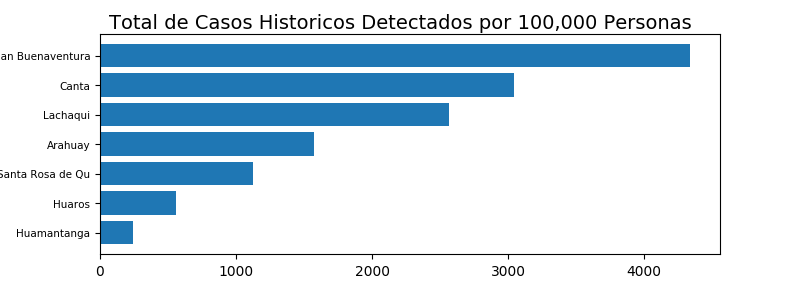 Total de Casos Historicos Detectados por 100,000 Personas
an Buenaventura
Canta
Lachaqui
Arahuay
Santa Rosa de Qu
Huaros
Huamantanga
0 1000 2000 3000 4000